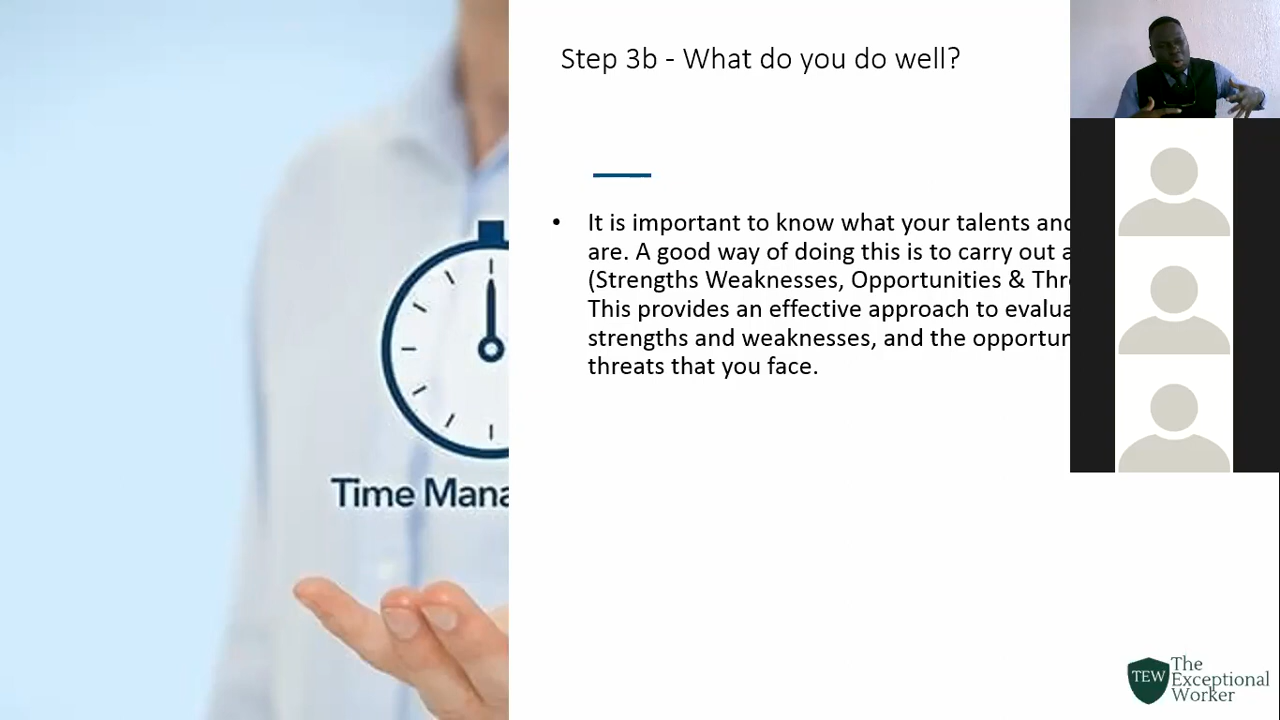 Step 3b - What do you do well?
• It is important to know what your talents and
are. A good way of doing this is to carry out a
(Strengths Weaknesses, Opportunities & Thr
This provides an effective approach to evalua
strengths and weaknesses, and the opportun
threats that you face.
Time Mana
TEW The
Exceptional
Worker